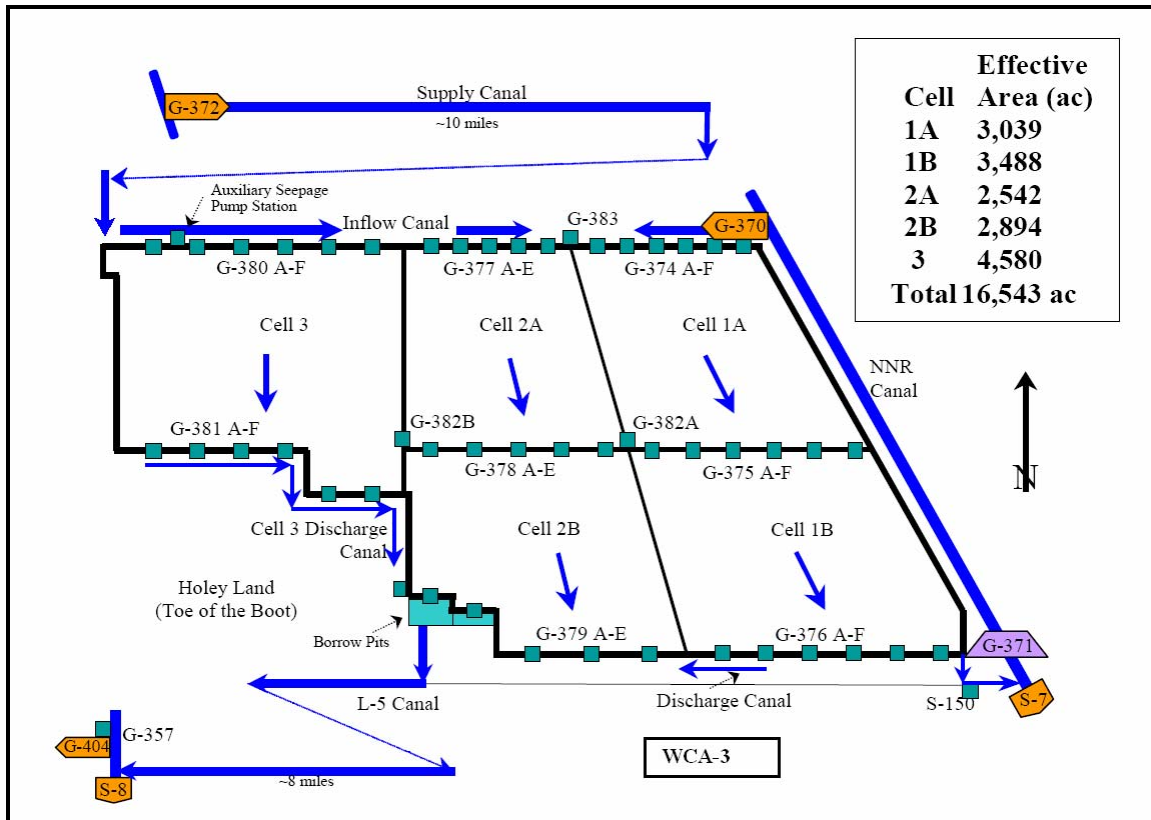 Effective
Cell Area (ac)
1A 3,039
1B 3,488
2A 2,542
2B 2,894
3 4,580
Total 16,543 ac
G-372
Supply Canal
~10 miles
Auxiliary Seepage
Pump Station
Inflow Canal
G-383
G-370
G-380 A-F
G-377 A-E
G-374 A-F
Cell 3
Cell 2A
Cell 1A
NNR
Canal
G-381 A-F
G-382B
G-382A
G-378 A-E
G-375 A-F
N
Cell 3 Discharge
Canal
Cell 2B
Cell 1B
Holey Land
(Toe of the Boot)
Borrow Pits
G-379 A-E
G-376 A-F
G-371
L-5 Canal
Discharge Canal
S-150
S-7
G-357
G-404
WCA-3
S-8
~8 miles